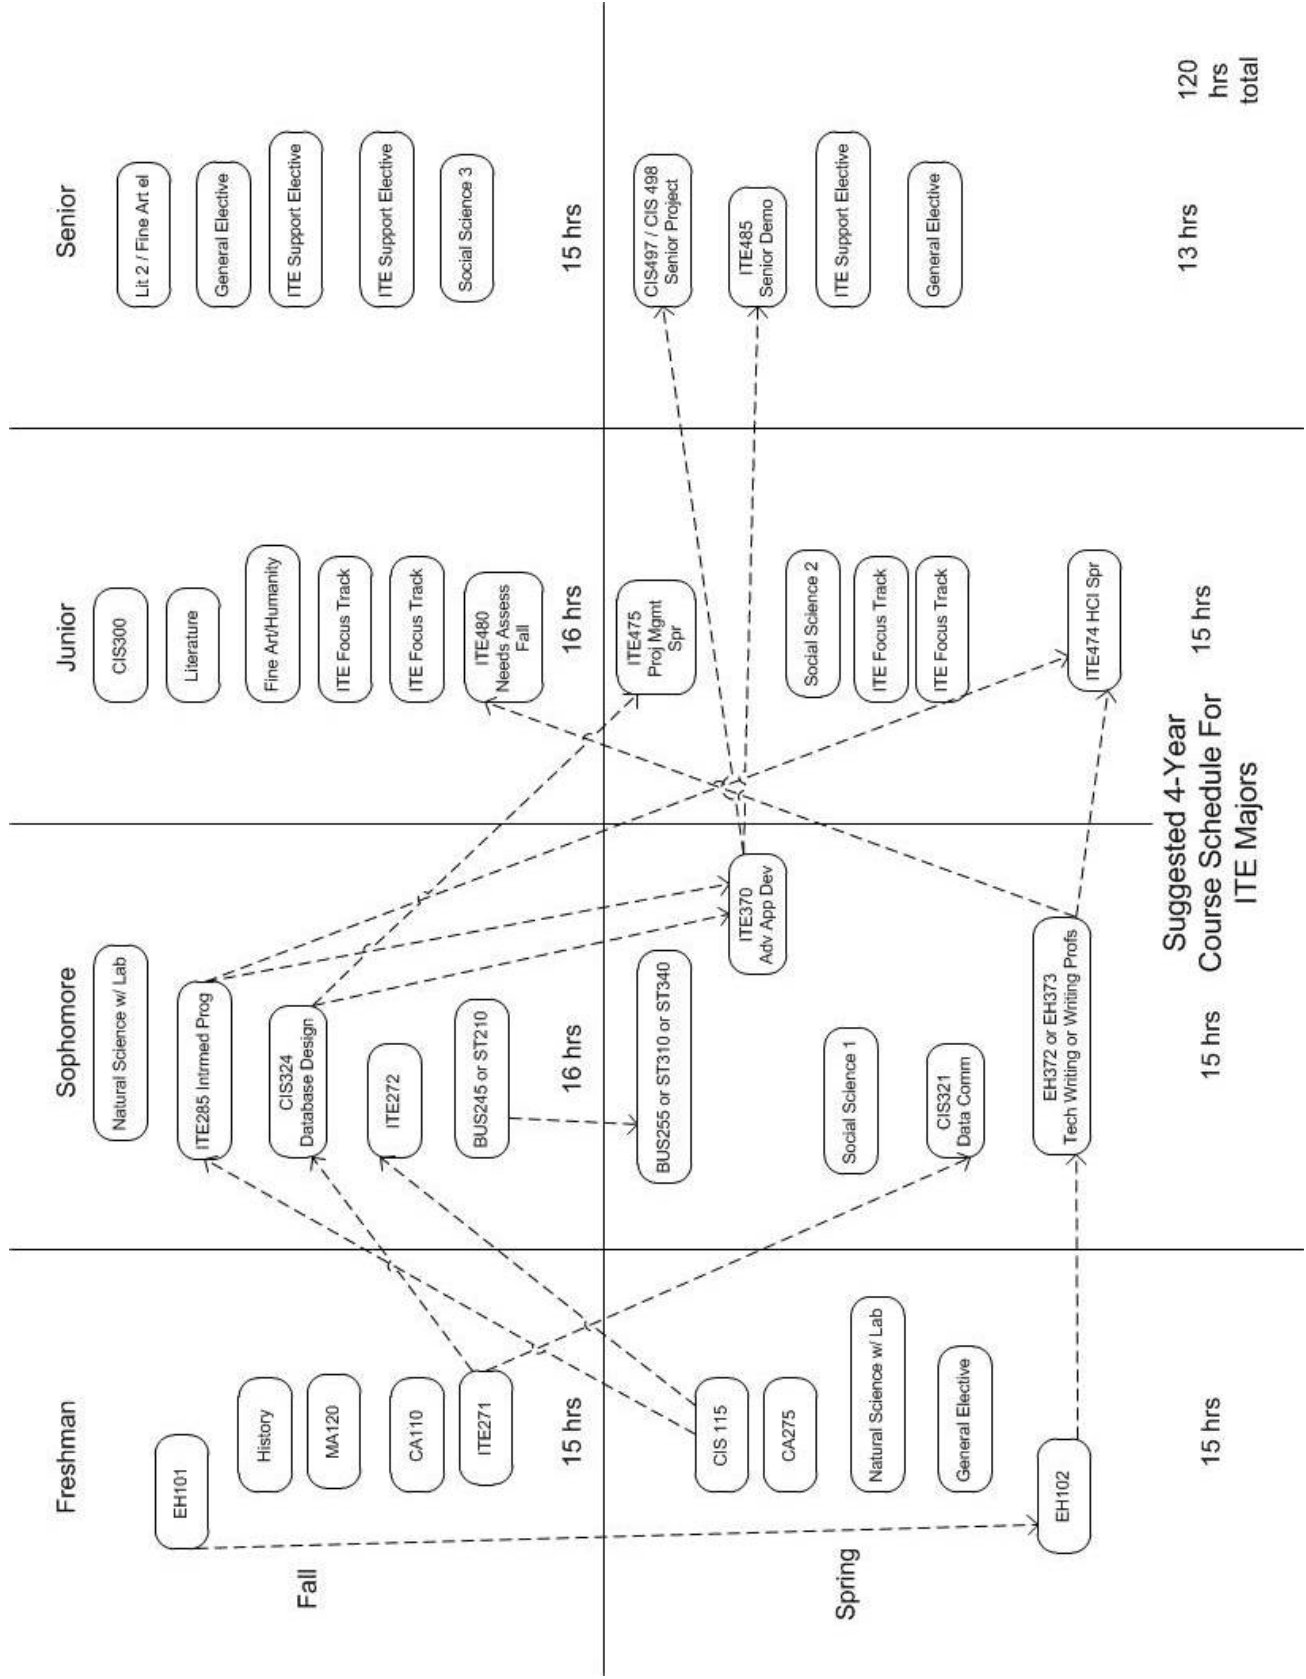 Freshman
Sophomore
Junior
Senior
Fall
EH101
History
MA120
CA110
ITE271
15 hrs
Natural Science w/ Lab
ITE285 Intrmed Prog
CIS324
Database Design
ITE272
BUS245 or ST210
16 hrs
CIS300
Literature
Fine Art/Humanity
ITE Focus Track
ITE Focus Track
ITE480
Needs Assess
Fall
16 hrs
Lit 2 / Fine Art el
General Elective
ITE Support Elective
ITE Support Elective
Social Science 3
15 hrs
Spring
CIS 115
CA275
Natural Science w/ Lab
General Elective
EH102
15 hrs
BUS255 or ST310 or ST340
ITE370
Adv App Dev
Social Science 1
CIS321
Data Comm
EH372 or EH373
Tech Writing or Writing Profs
15 hrs
ITE475
Proj Mgmt
Spr
Social Science 2
ITE Focus Track
ITE Focus Track
ITE474 HCI Spr
15 hrs
CIS497 / CIS 498
Senior Project
ITE485
Senior Demo
ITE Support Elective
General Elective
13 hrs
120
hrs
total
Suggested 4-Year
Course Schedule For
ITE Majors